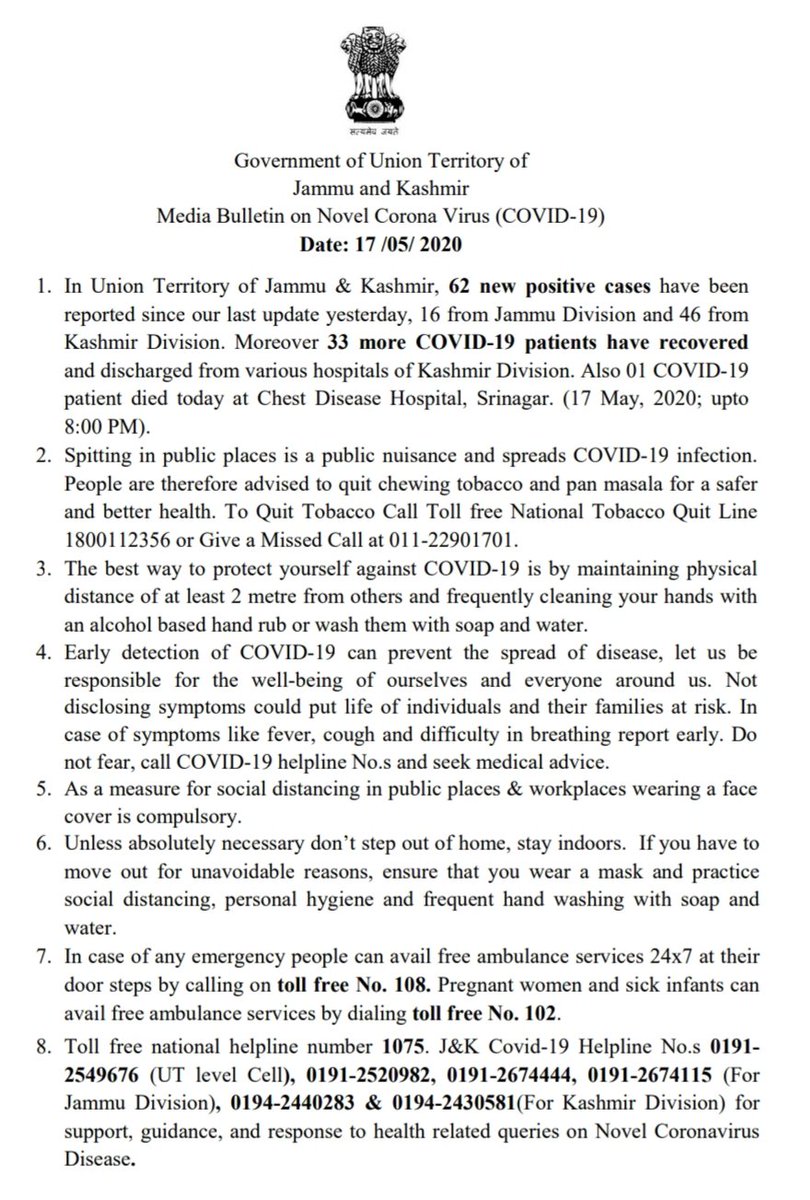 सत्यमेव जयते
Government of Union Territory of
Jammu and Kashmir
Media Bulletin on Novel Corona Virus (COVID-19)
Date: 17 /05/ 2020
1. In Union Territory of Jammu & Kashmir, 62 new positive cases have been
reported since our last update yesterday, 16 from Jammu Division and 46 from
Kashmir Division. Moreover 33 more COVID-19 patients have recovered
and discharged from various hospitals of Kashmir Division. Also 01 COVID-19
patient died today at Chest Disease Hospital, Srinagar. (17 May, 2020; upto
8:00 PM).
2. Spitting in public places is a public nuisance and spreads COVID-19 infection.
People are therefore advised to quit chewing tobacco and pan masala for a safer
and better health. To Quit Tobacco Call Toll free National Tobacco Quit Line
1800112356 or Give a Missed Call at 011-22901701.
3. The best way to protect yourself against COVID-19 is by maintaining physical
distance of at least 2 metre from others and frequently cleaning your hands with
an alcohol based hand rub or wash them with soap and water.
4. Early detection of COVID-19 can prevent the spread of disease, let us be
responsible for the well-being of ourselves and everyone around us. Not
disclosing symptoms could put life of individuals and their families at risk. In
case of symptoms like fever, cough and difficulty in breathing report early. Do
not fear, call COVID-19 helpline No.s and seek medical advice.
5. As a measure for social distancing in public places & workplaces wearing a face
cover is compulsory.
6. Unless absolutely necessary don’t step out of home, stay indoors. If you have to
move out for unavoidable reasons, ensure that you wear a mask and practice
social distancing, personal hygiene and frequent hand washing with soap and
water.
7. In case of any emergency people can avail free ambulance services 24x7 at their
door steps by calling on toll free No. 108. Pregnant women and sick infants can
avail free ambulance services by dialing toll free No. 102.
8. Toll free national helpline number 1075. J&K Covid-19 Helpline No.s 0191-
2549676 (UT level Cell), 0191-2520982, 0191-2674444, 0191-2674115 (For
Jammu Division), 0194-2440283 & 0194-2430581(For Kashmir Division) for
support, guidance, and response to health related queries on Novel Coronavirus
Disease.